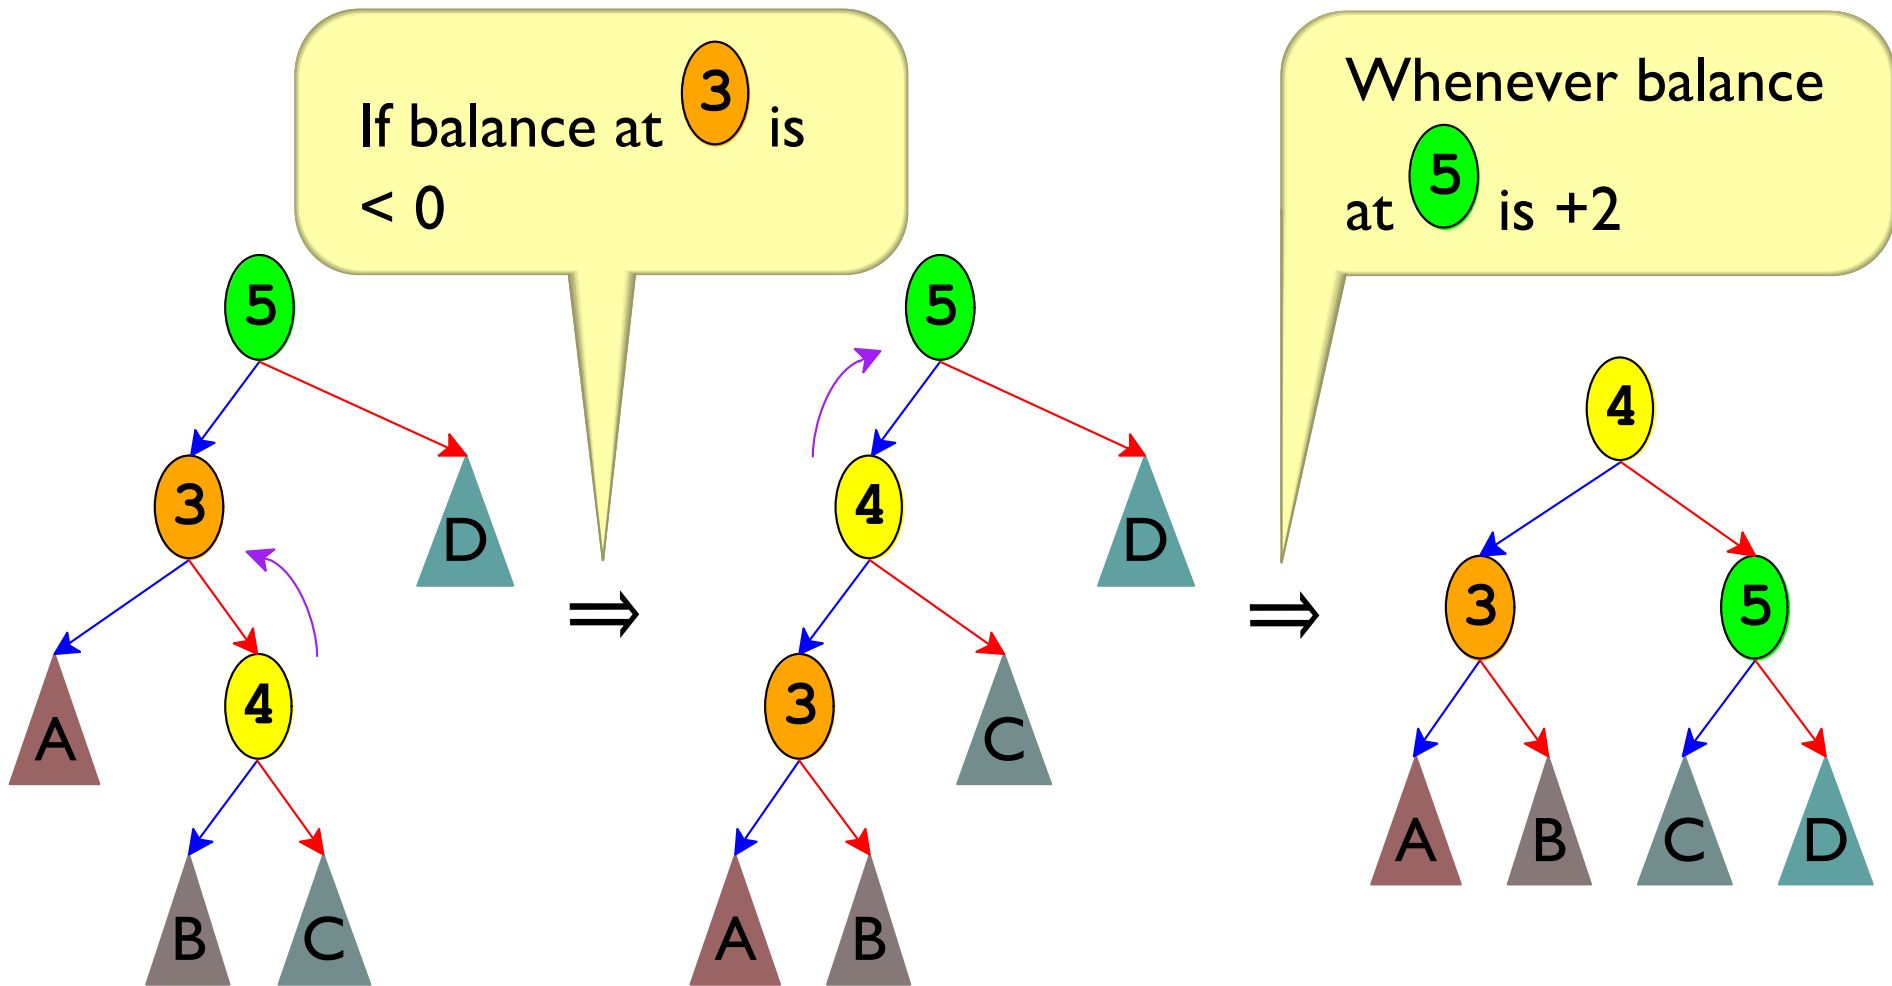 If balance at 3 is
< 0
Whenever balance
at 5 is +2
5
3
D
A
4
B
C
⇒
5
4
D
3
C
A
B
⇒
4
3
5
A
B
C
D